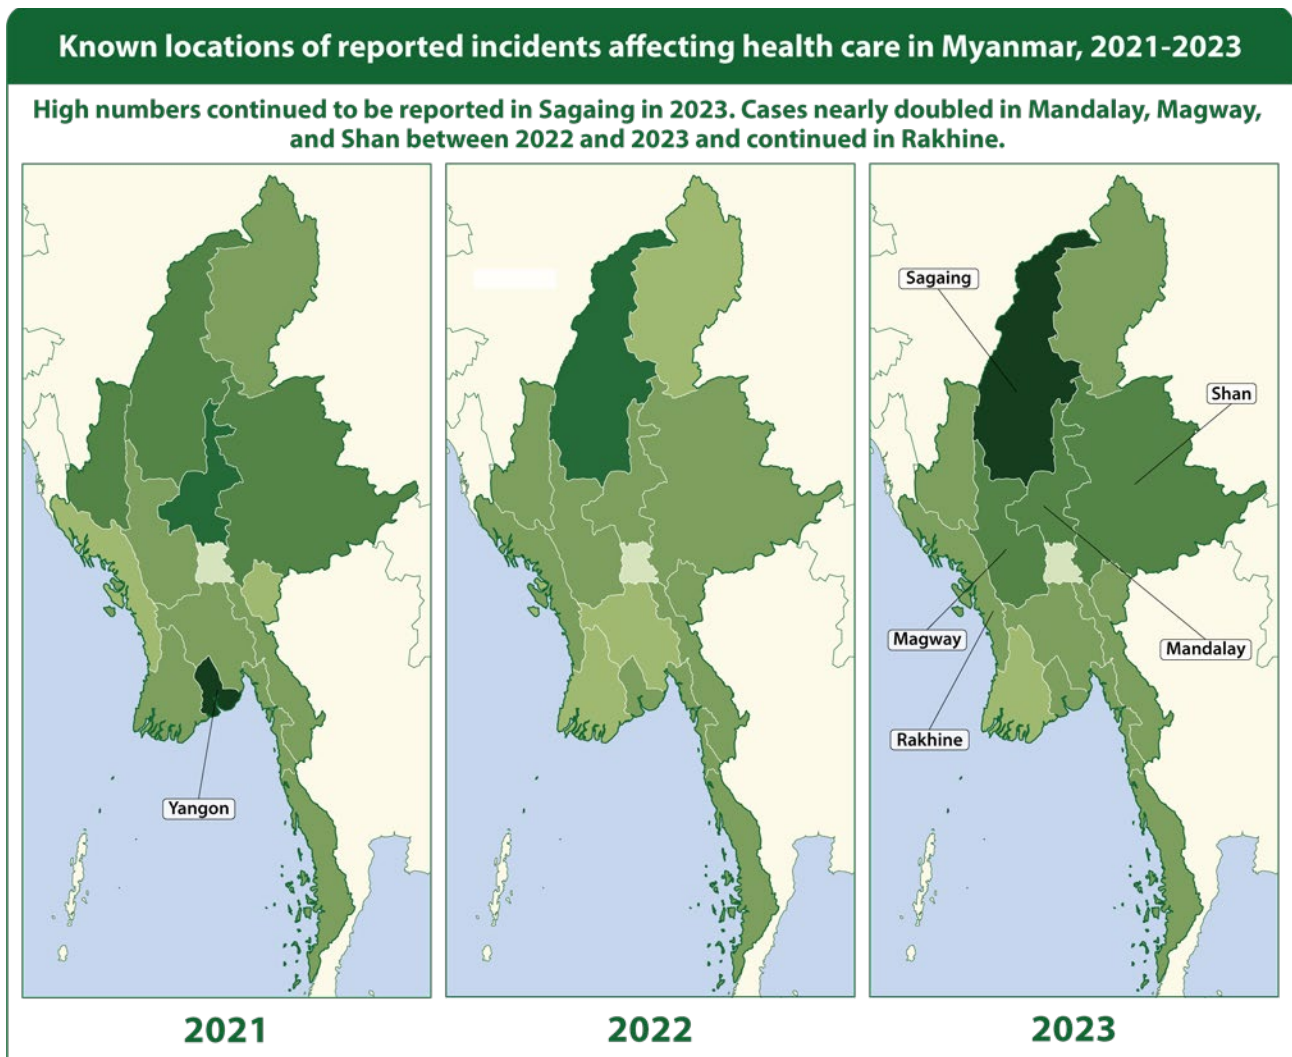 Known locations of reported incidents affecting health care in Myanmar, 2021-2023
High numbers continued to be reported in Sagaing in 2023. Cases nearly doubled in Mandalay, Magway,
and Shan between 2022 and 2023 and continued in Rakhine.
Yangon
Sagaing
Shan
Magway
Mandalay
Rakhine
2021
2022
2023